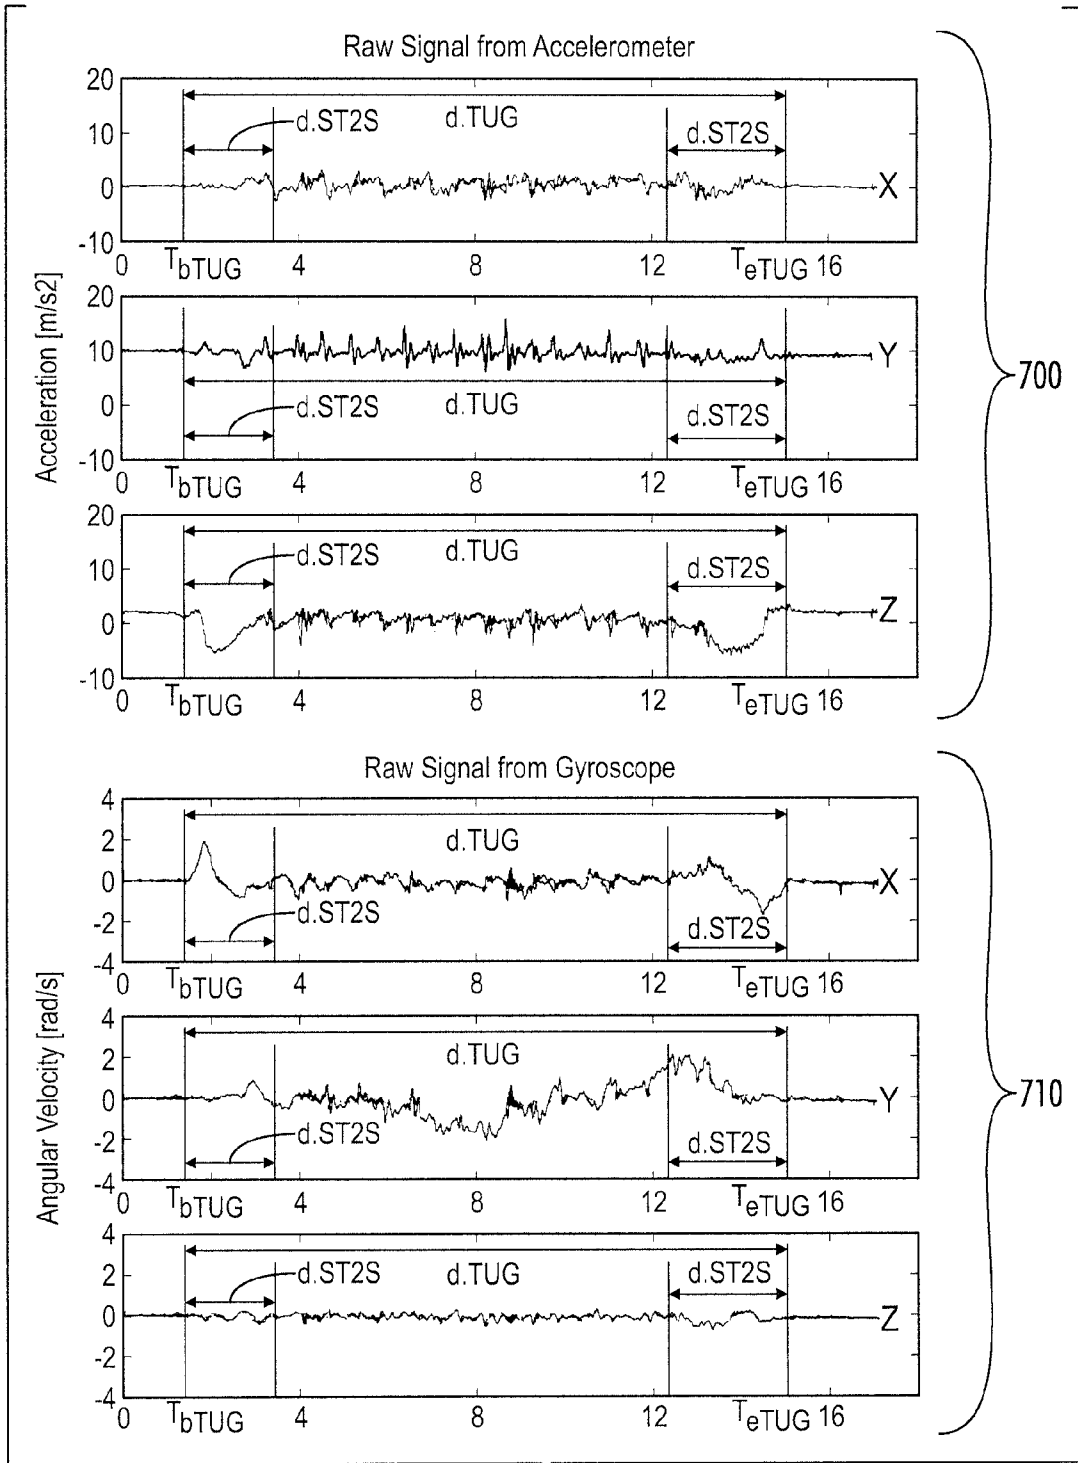 Raw Signal from Accelerometer
20
10
0
-10
d.ST2S
d.TUG
d.ST2S
X
0 TbTUG 4 8 12 TeTUG 16
Acceleration [m/s2]
20
10
0
-10
Y
d.ST2S
d.TUG
d.ST2S
0 TbTUG 4 8 12 TeTUG 16
700
20
10
0
-10
d.ST2S
d.TUG
d.ST2S
Z
0 TbTUG 4 8 12 TeTUG 16
Raw Signal from Gyroscope
4
2
0
-2
-4
d.TUG
X
d.ST2S
d.ST2S
0 TbTUG 4 8 12 TeTUG 16
Angular Velocity [rad/s]
4
2
0
-2
-4
d.TUG
Y
d.ST2S
d.ST2S
0 TbTUG 4 8 12 TeTUG 16
710
4
2
0
-2
-4
d.ST2S
d.TUG
d.ST2S
Z
0 TbTUG 4 8 12 TeTUG 16